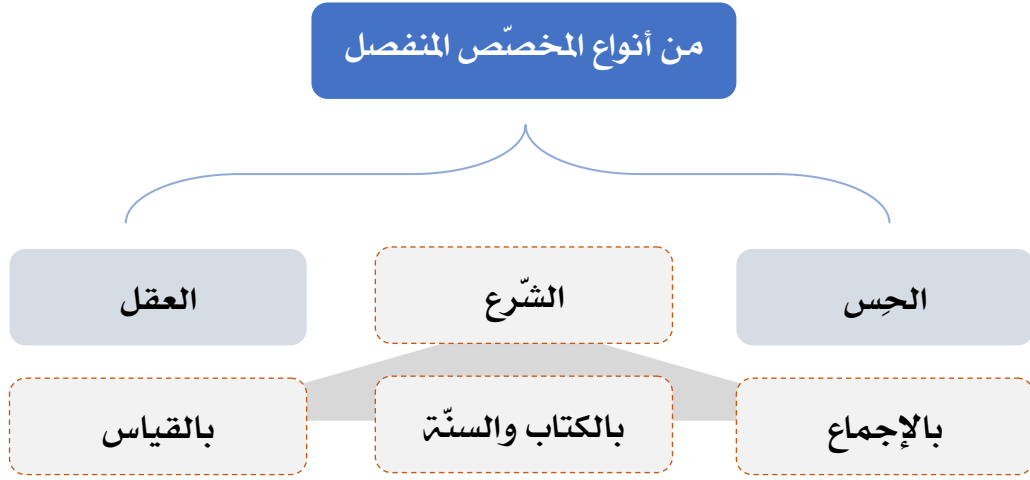 من أنواع المخصّص المنفصل
الحِس
الشّرع
العقل
بالإجماع
بالكتاب والسنّة
بالقياس